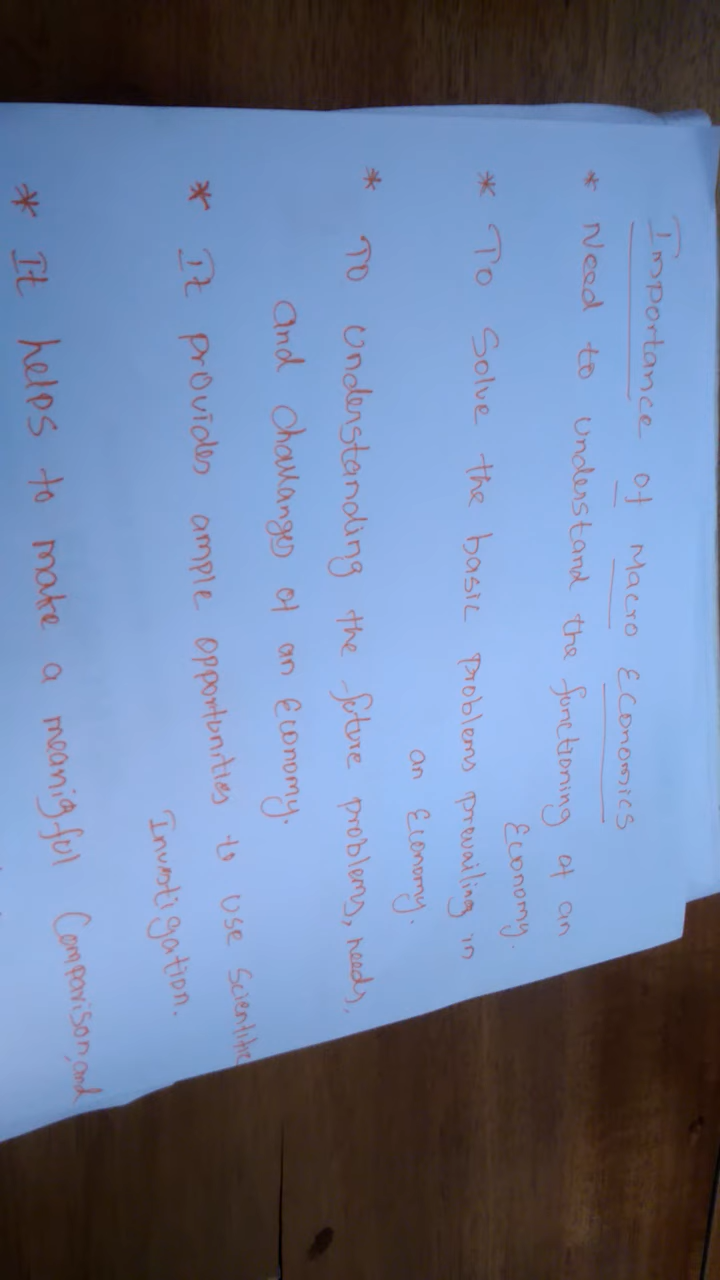 Importance of Macro Economics
* Need to understand the functioning of an
Economy.
* To Solve the basic problems prevailing in
an Economy.
* To understanding the future problems, needs,
and challanges of an Economy.
* It provides ample opportunities to use Scientific
Investigation.
* It helps to make a meanigful Comparison, and